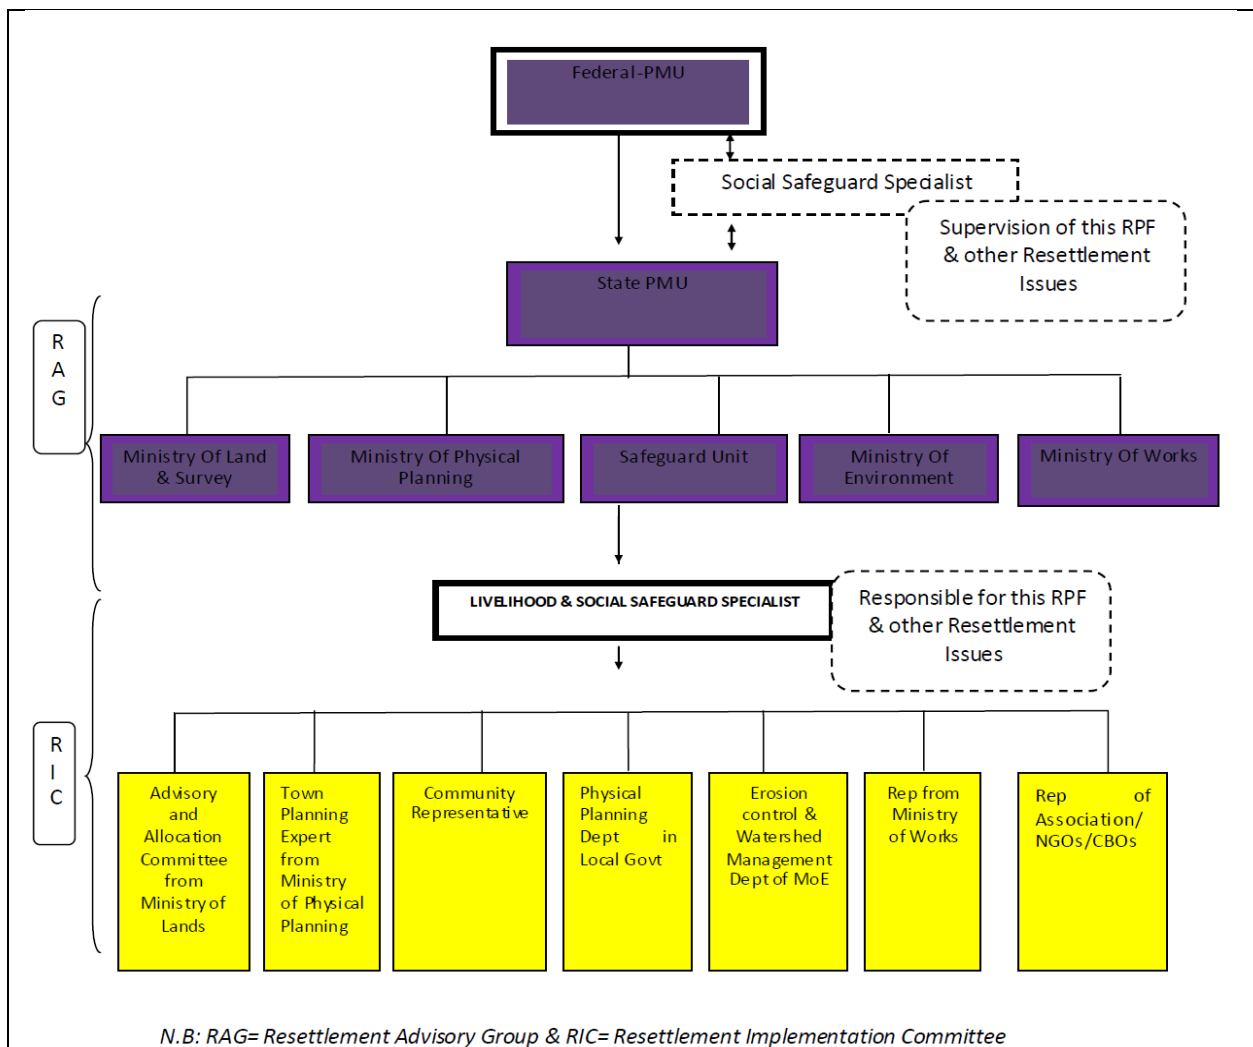 Federal-PMU
Social Safeguard Specialist
Supervision of this RPF
& other Resettlement
Issues
State PMU
R
A
G
Ministry Of Land
& Survey
Ministry Of Physical
Planning
Safeguard Unit
Ministry Of
Environment
Ministry Of Works
LIVELIHOOD & SOCIAL SAFEGUARD SPECIALIST
Responsible for this RPF
& other Resettlement
Issues
R
I
C
Advisory
and
Allocation
Committee
from
Ministry of
Lands
Town
Planning
Expert
from
Ministry
of Physical
Planning
Community
Representative
Physical
Planning
Dept in
Local Govt
Erosion
control &
Watershed
Management
Dept of MoE
Rep from
Ministry
of Works
Rep of
Association/
NGOs/CBOs
N.B: RAG= Resettlement Advisory Group & RIC= Resettlement Implementation Committee